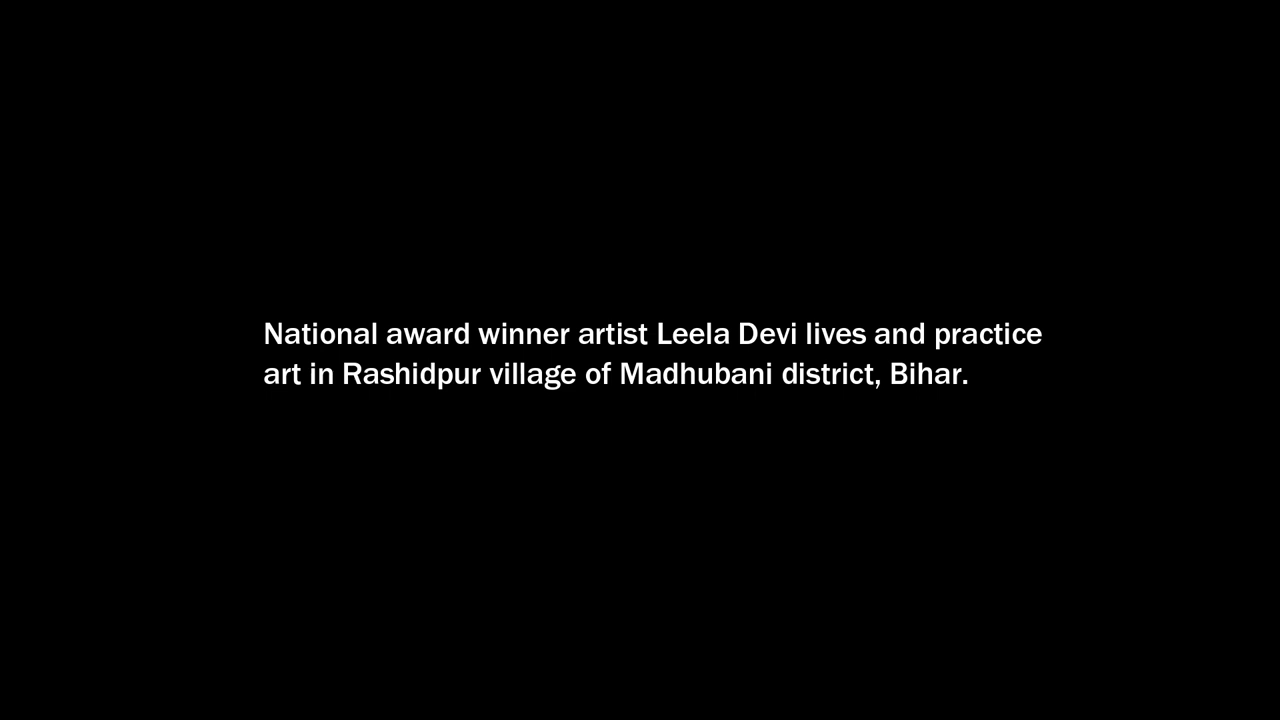 National award winner artist Leela Devi lives and practice
art in Rashidpur village of Madhubani district, Bihar.